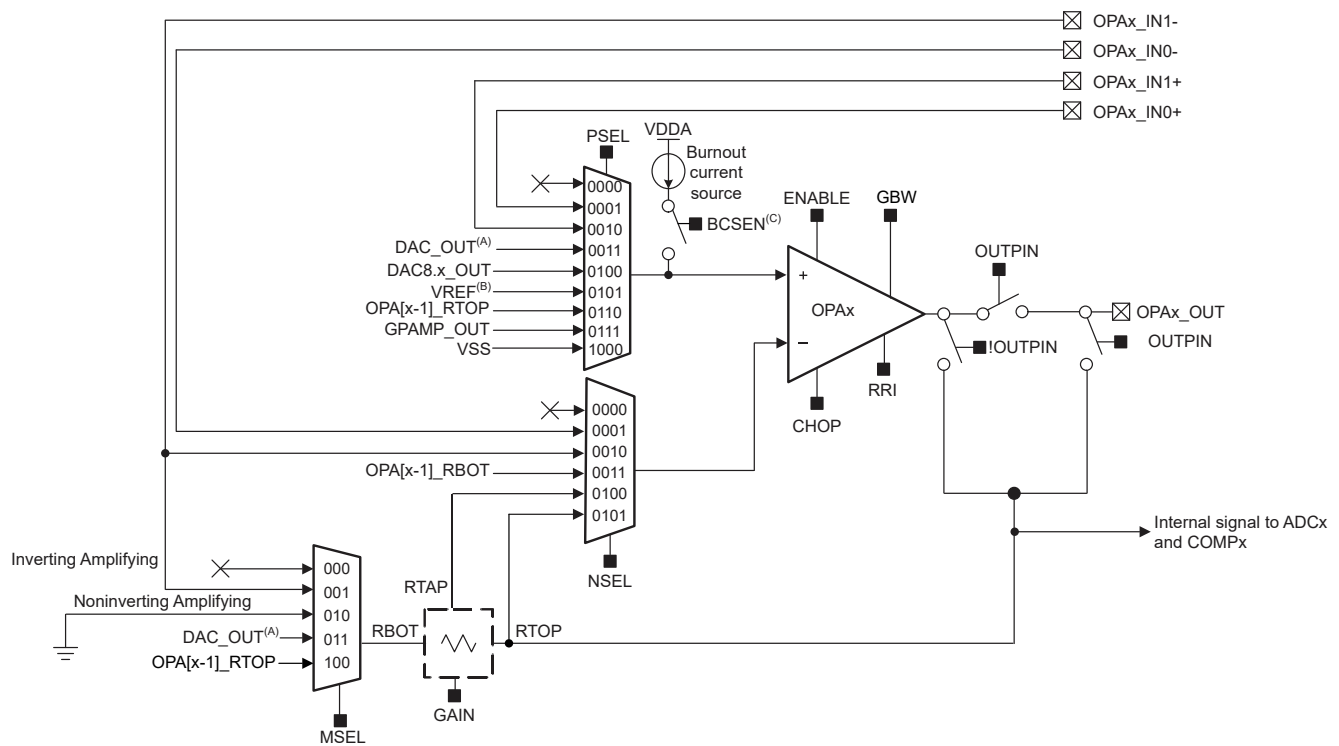 OPAx_IN1-
OPAx_IN0-
OPAx_IN1+
OPAx_IN0+
PSEL
VDDA
Burnout
current
source
BCSEN(C)
ENABLE
GBW
0000
0001
0010
DAC_OUT(A)
0011
DAC8.x_OUT
0100
VREF(B)
0101
OPA[x-1]_RTOP
0110
GPAMP_OUT
0111
VSS
1000
+
OPAx
−
RRI
CHOP
OUTPIN
OPAx_OUT
!OUTPIN
OUTPIN
0000
0001
0010
OPA[x-1]_RBOT
0011
0100
0101
NSEL
Internal signal to ADCx
and COMPx
Inverting Amplifying
000
001
Noninverting Amplifying
010
DAC_OUT(A)
011
OPA[x-1]_RTOP
100
MSEL
RBOT
RTAP
RTOP
GAIN